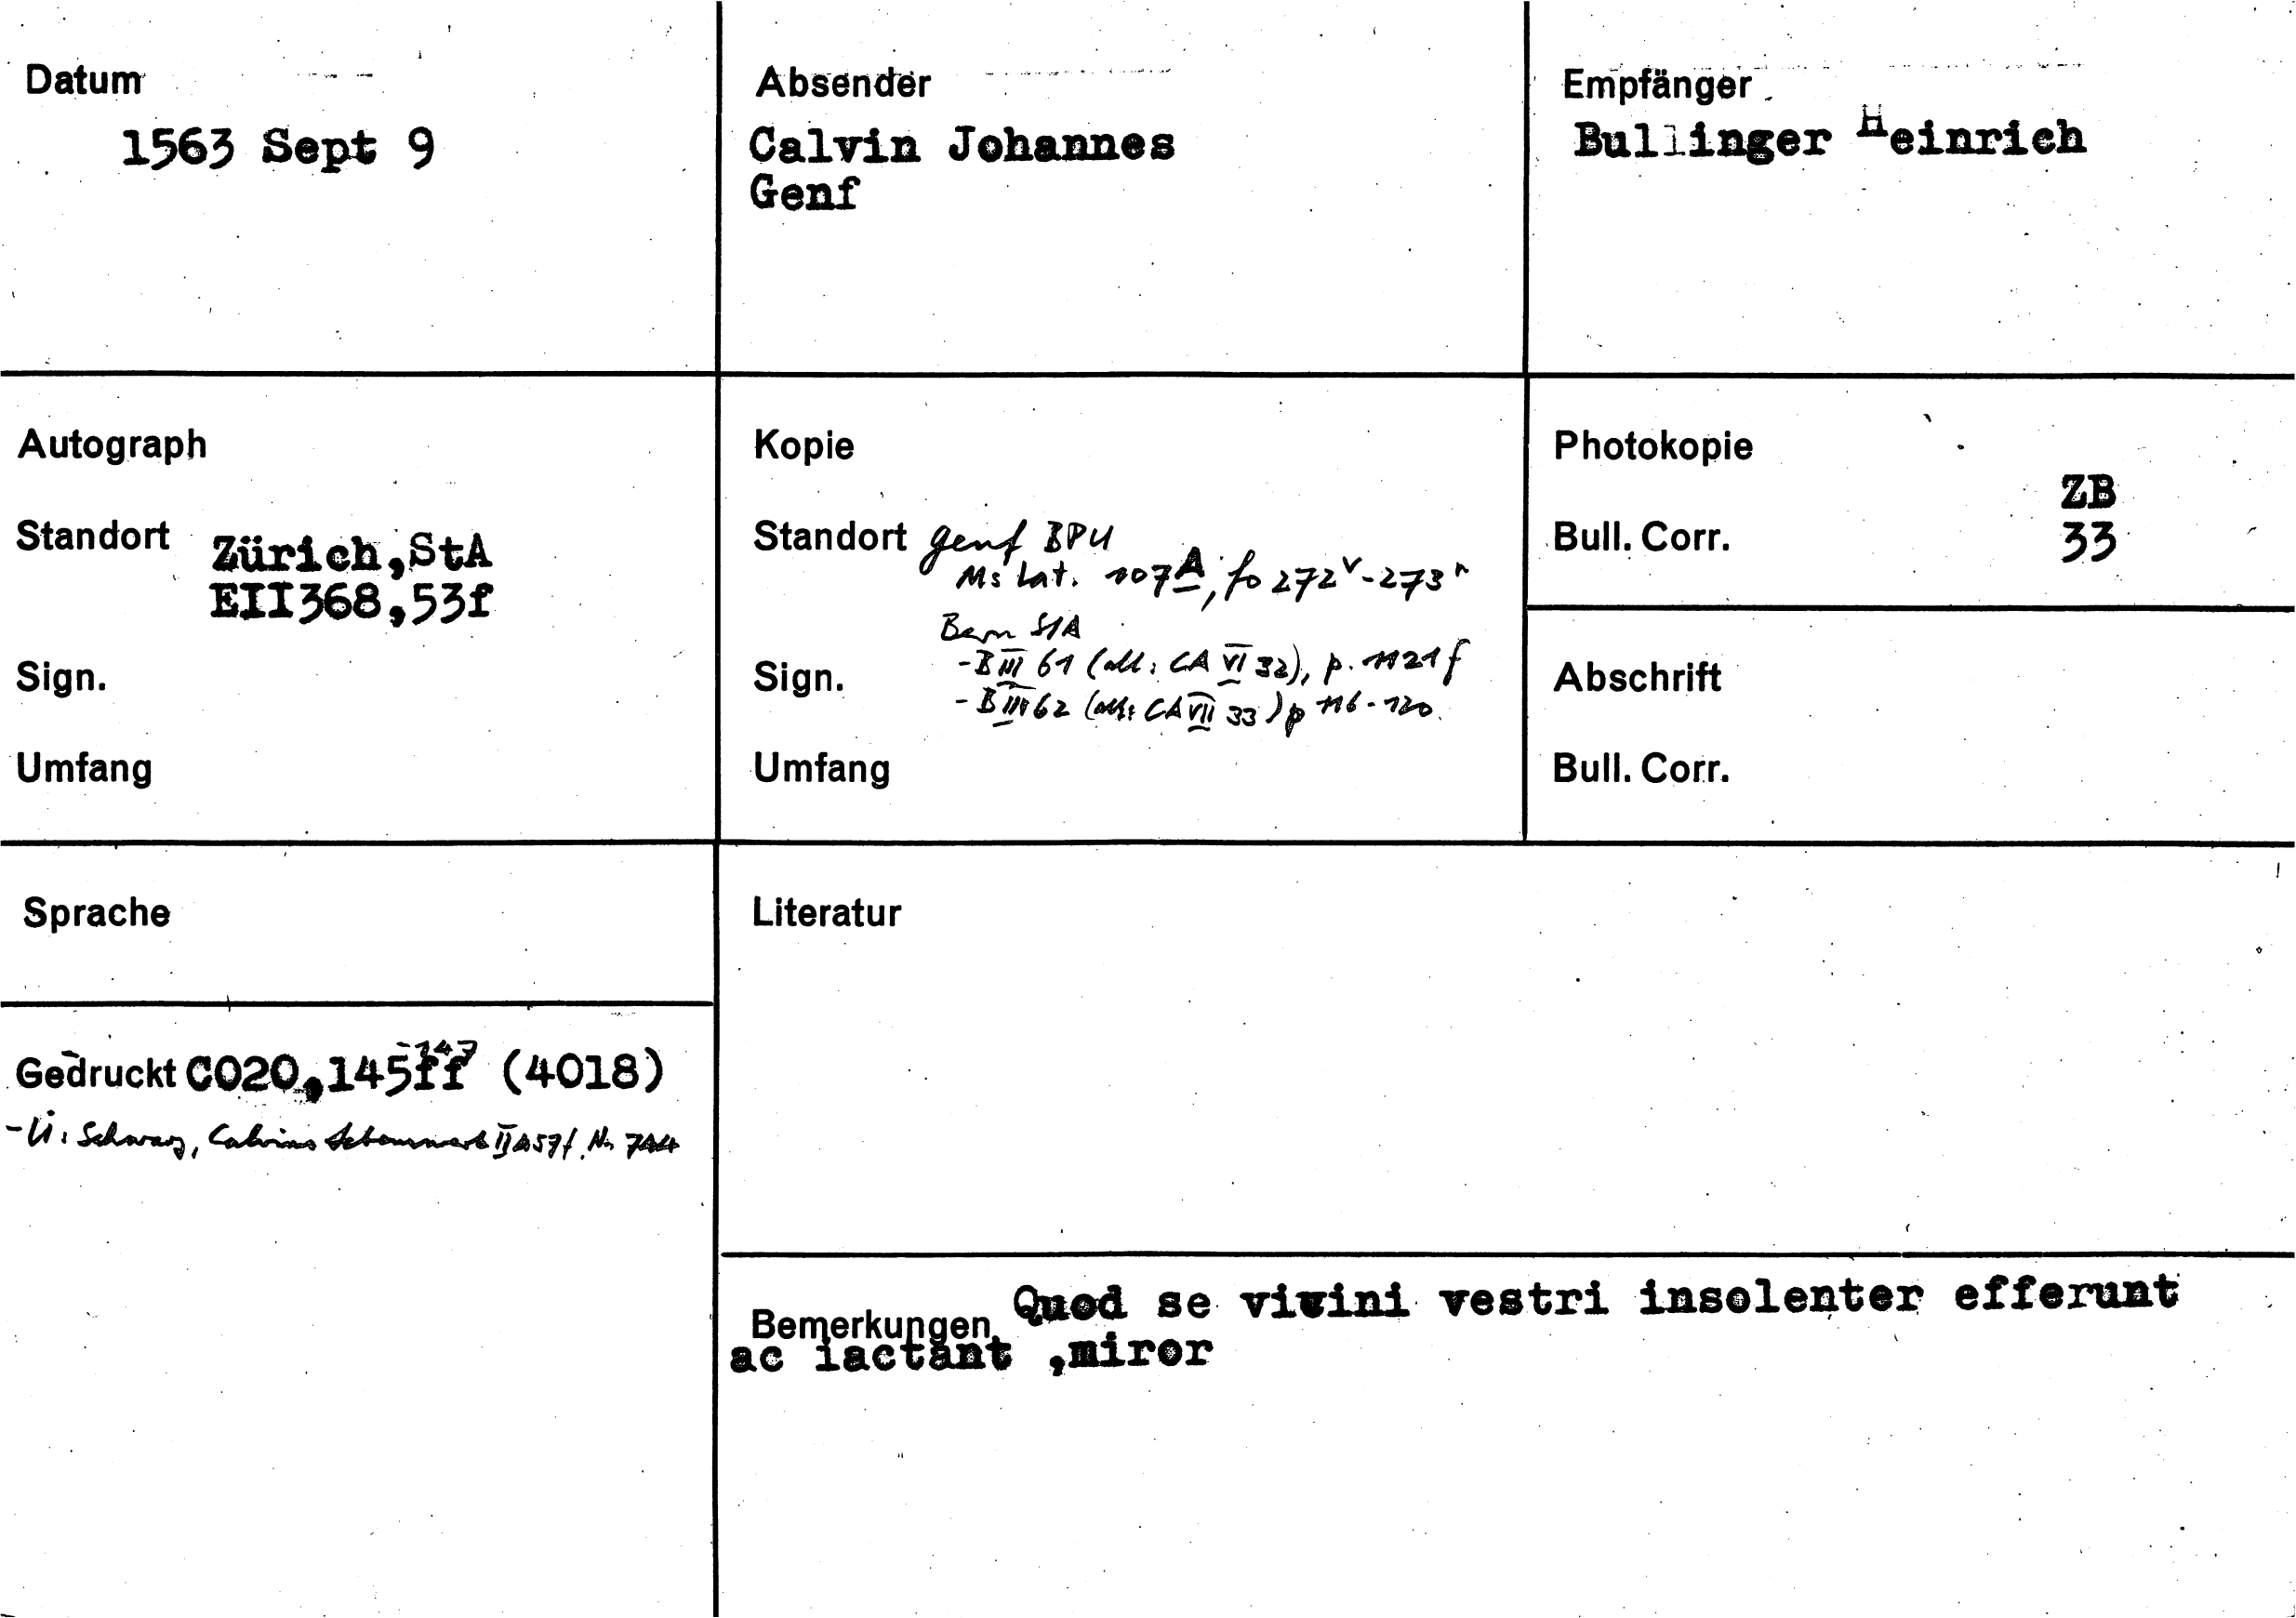 Datum
1563 Sept 9
Absender
Calvin Johannes
Genf
Empfänger
Bullinger Heinrich
Autograph
Standort Zürich,StA
EII368,53f
Sign.
Umfang
Kopie
Standort Genf BPU
Ms lat. 107A, fo 272v-273r
Bern StA
- B III 61 (alt: CA VI 32), p. 1121f
Sign.
- B III 62 (alt: CA VII 33) p 116-120.
Umfang
Photokopie
ZB
Bull. Corr. 33
Abschrift
Bull. Corr.
Sprache
Gedruckt CO20,145ff -147 (4018)
- Ü: Schwarz, Calvins Lebenswerk II
Literatur
Bemerkungen Quod se vicini vestri insolenter efferunt
ac iactant ,miror